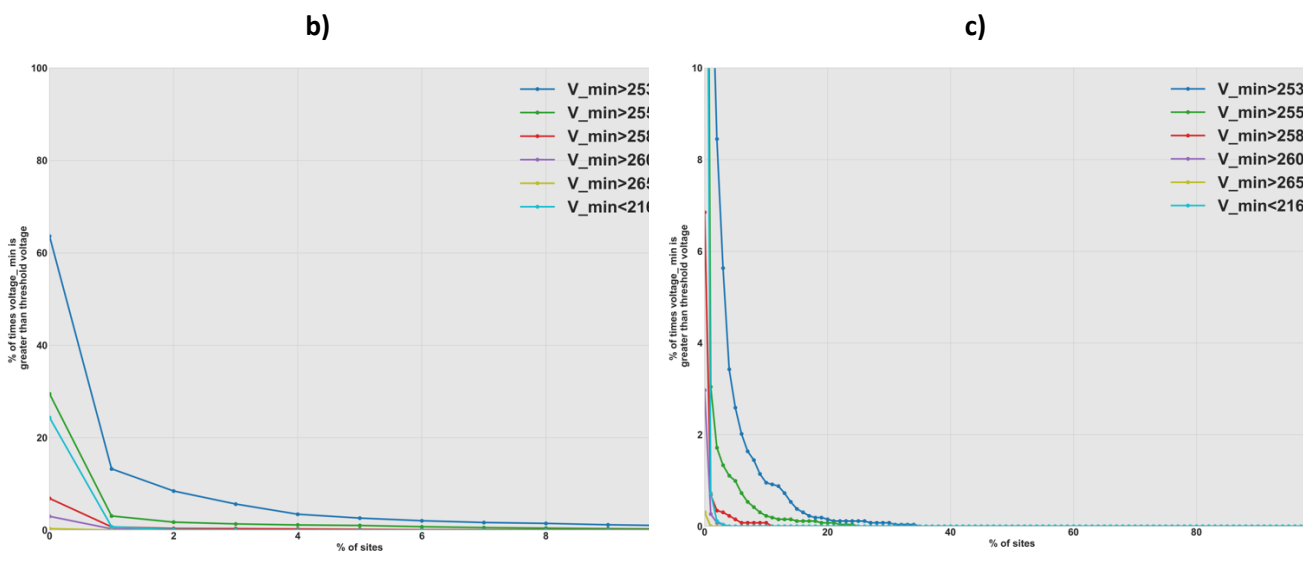 b)
100
80
60
40
20
0
0
2
4
6
8
% of sites
% of times voltage_min is
greater than threshold voltage
V_min>253
V_min>255
V_min>258
V_min>260
V_min>265
V_min<216
c)
10
8
6
4
2
0
0
20
40
60
80
% of sites
% of times voltage_min is
greater than threshold voltage
V_min>253
V_min>255
V_min>258
V_min>260
V_min>265
V_min<216